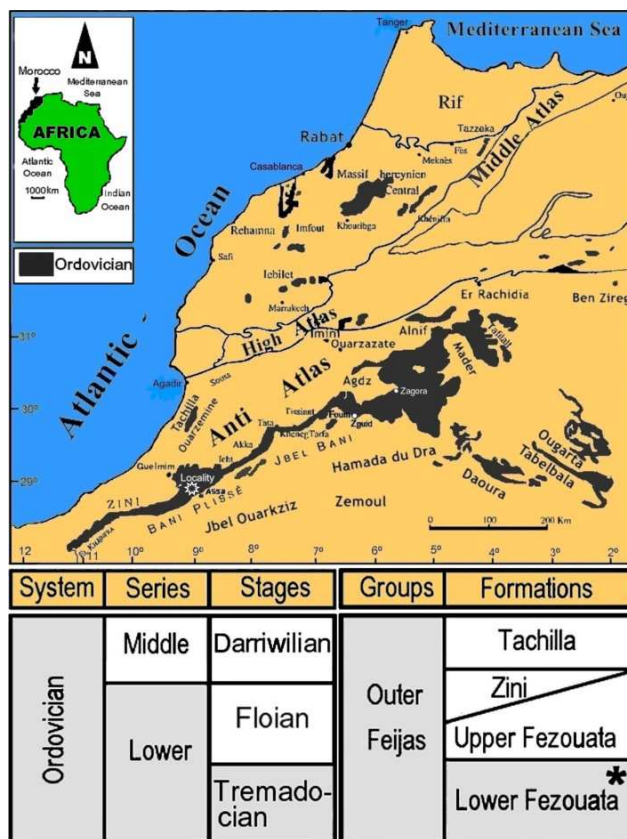 Tanger
Mediterranean Sea
N
Morocco
Mediterranean
Sea
AFRICA
Atlantic
Ocean
1000km
Indian
Ocean
Ordovician
Rif
Tazzeka
Rabat
Fès
Meknès
Middle Atlas
Casablanca
Massif hercynien
Central
Ocean
Rehamna
Imfout
Khouribga
Khénifra
Safi
Jebilet
Marrakech
Er Rachidia
Ben Zireg
31°
High Atlas
Imini
Ouarzazate
Alnif
Tafilalt
Mader
Atlantic
Agadir
Souss
Atlas
Agdz
Zagora
30°
Tachilla
Ouarzemine
Anti
Tata
Tissint
Foum
Zguid
Akka
Kheneg Tarfa
JBEL BANI
Icht
Hamada du Dra
Ougarta
Tabelbala
Guelmim
Locality
Assa
Daoura
29°
ZINI
BANI PLISSÉ
Jbel Ouarkziz
Zemoul
0
100
200 Km
12
11°
10°
9°
8°
7°
6°
5°
4°
3°
2°
System
Series
Stages
Groups
Formations
Ordovician
Middle
Darriwilian
Lower
Floian
Tremado-
cian
Outer
Feijas
Tachilla
Zini
Upper Fezouata
Lower Fezouata*